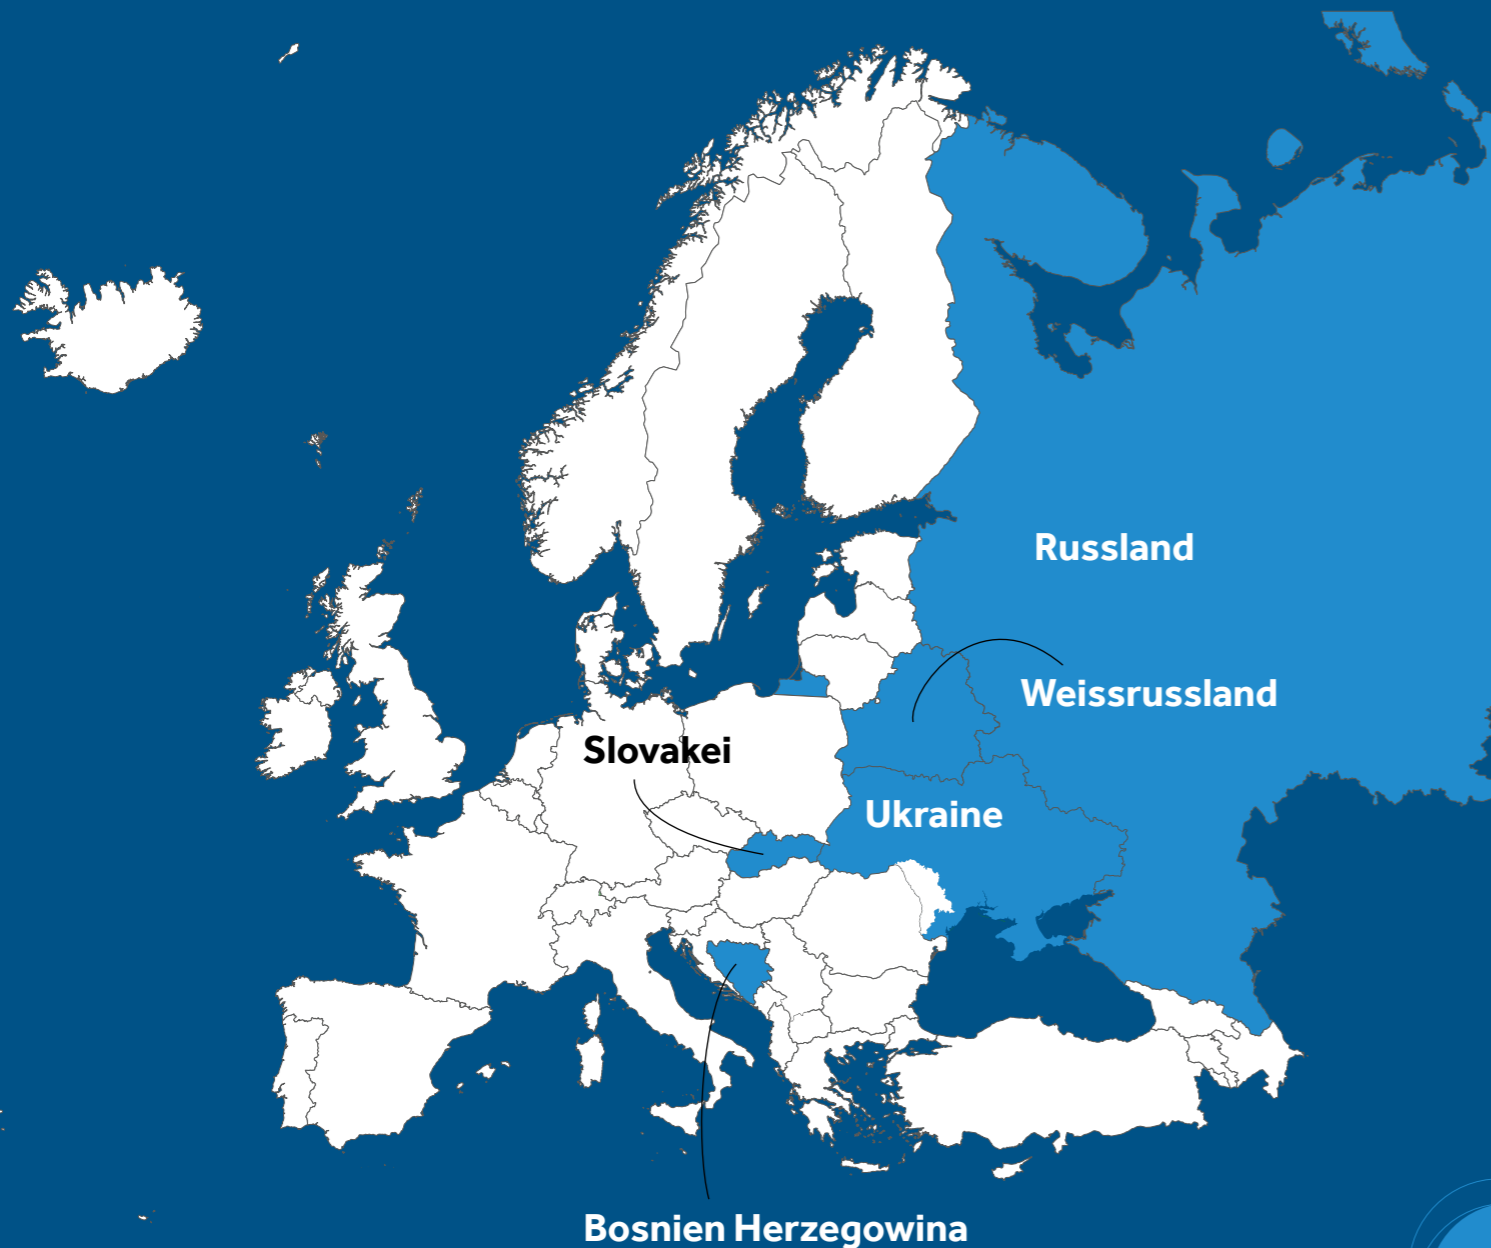 Russland
Weissrussland
Slovakei
Ukraine
Bosnien Herzegowina